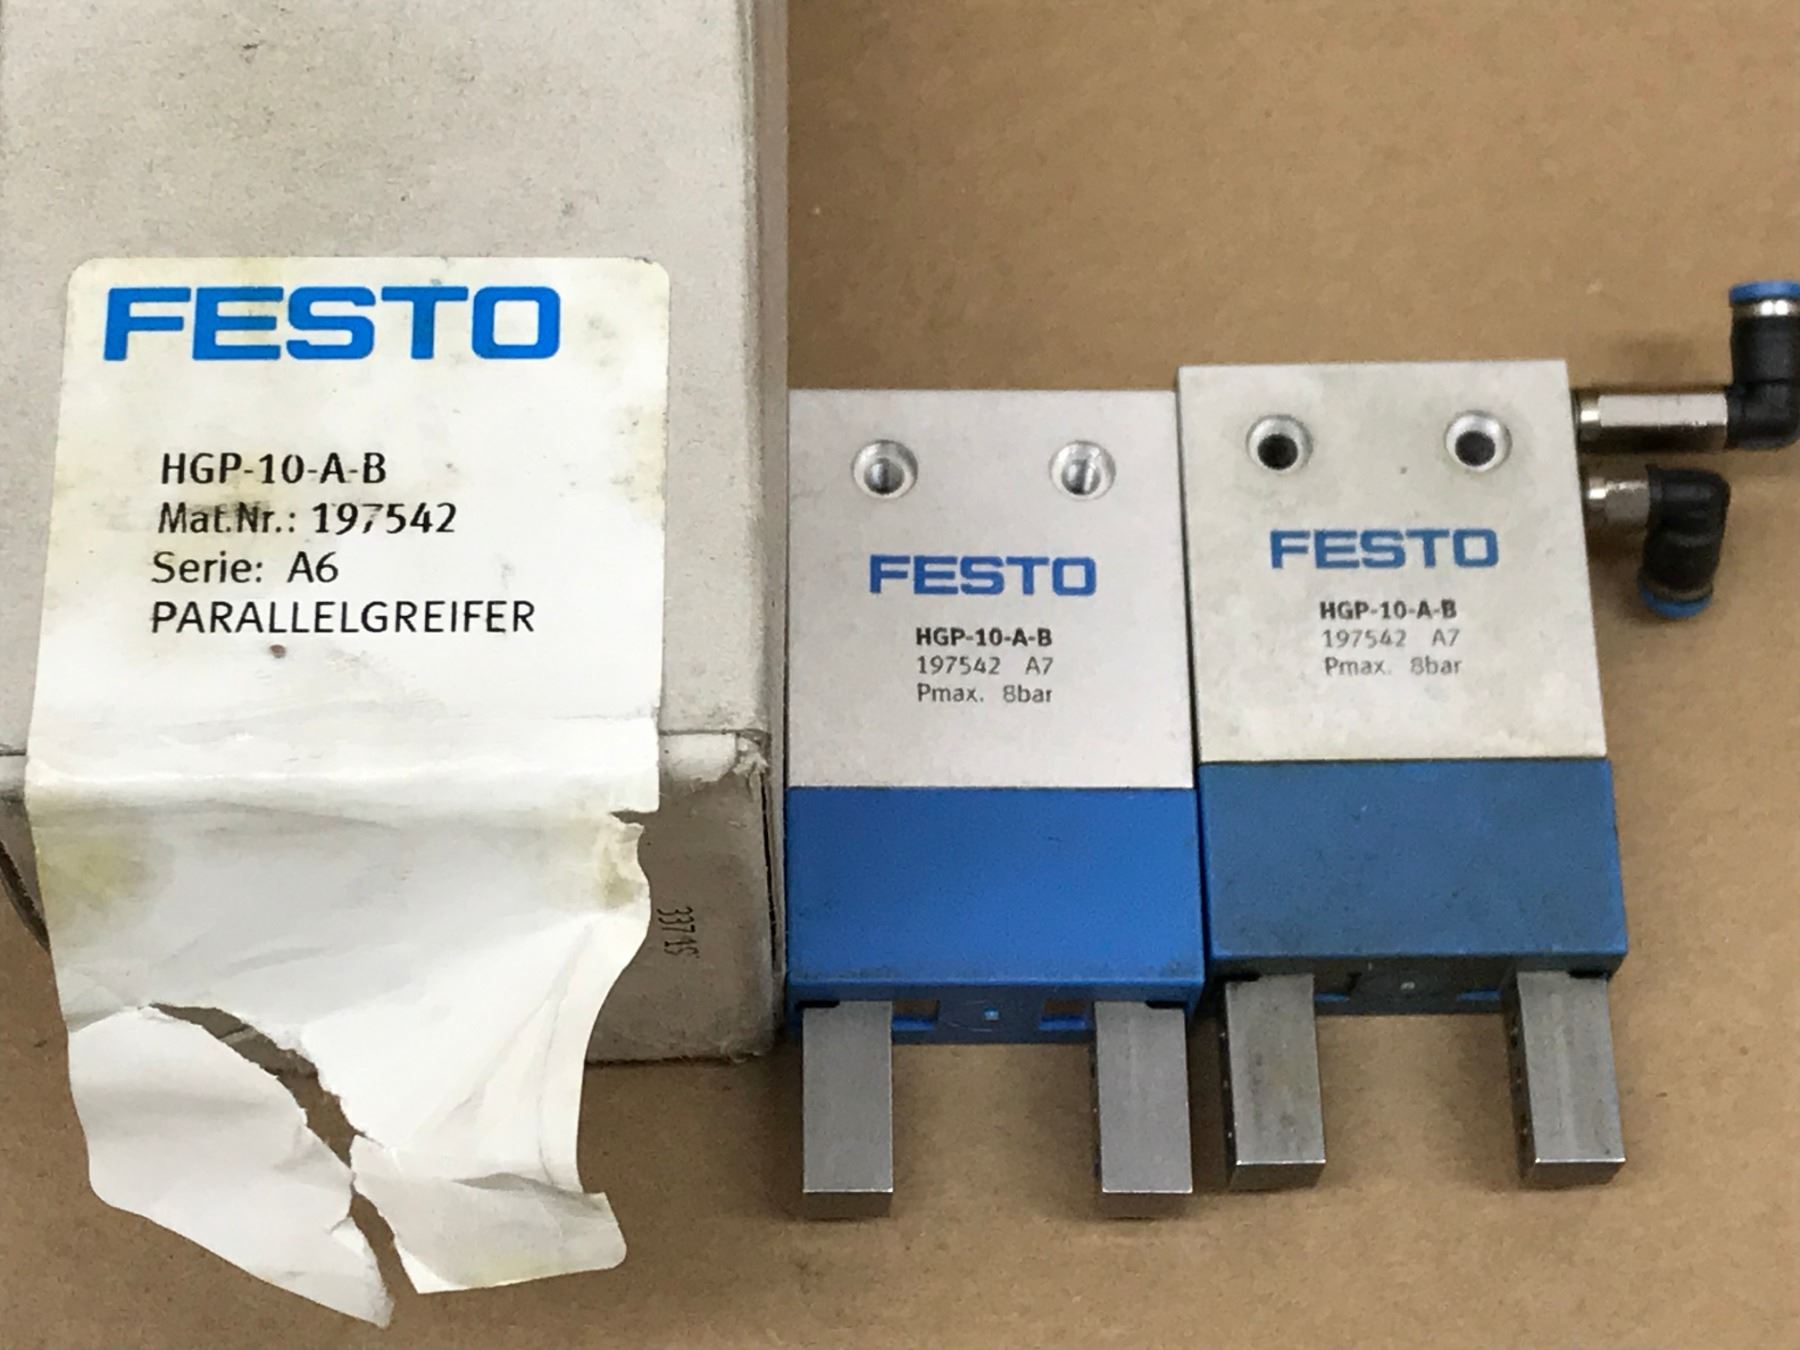 FESTO
HGP-10-A-B
Mat.Nr.: 197542
Serie: A6
PARALLELGREIFER
FESTO
HGP-10-A-B
197542 A7
Pmax. 8bar
FESTO
HGP-10-A-B
197542 A7
Pmax. 8bar